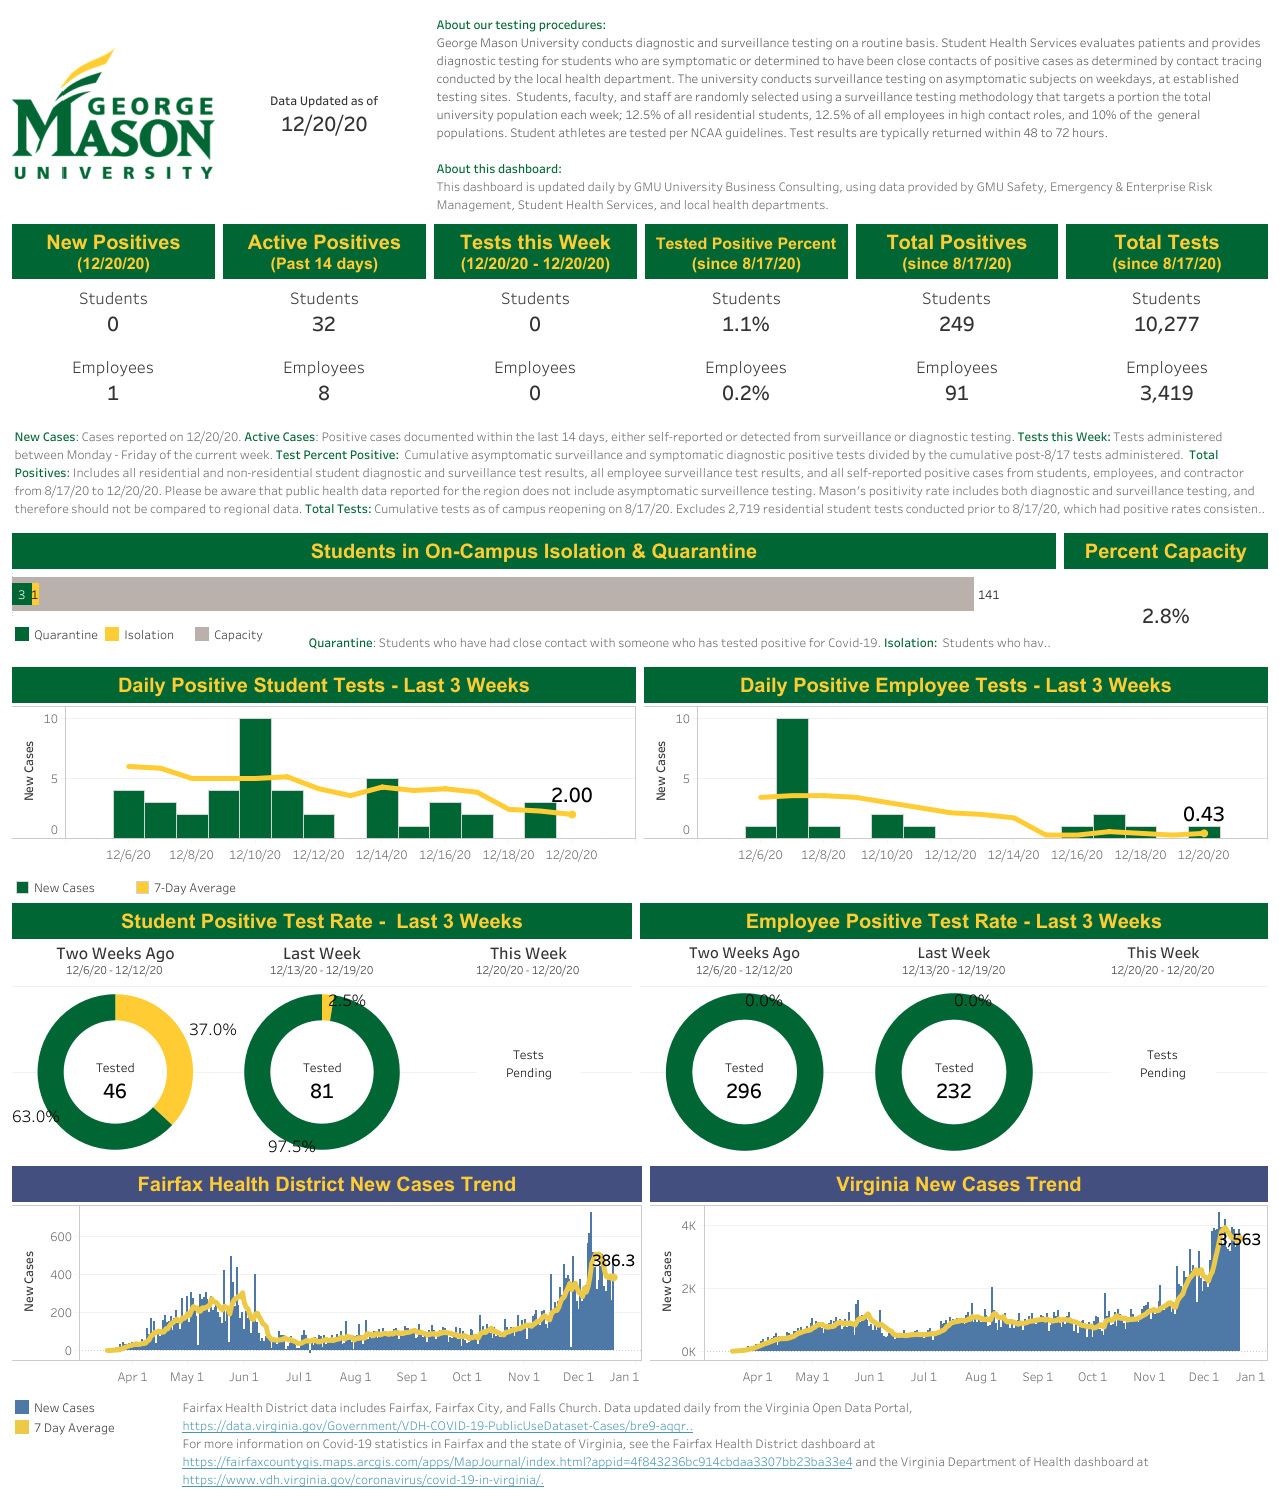 About our testing procedures:
George Mason University conducts diagnostic and surveillance testing on a routine basis. Student Health Services evaluates patients and provides
diagnostic testing for students who are symptomatic or determined to have been close contacts of positive cases as determined by contact tracing
conducted by the local health department. The university conducts surveillance testing on asymptomatic subjects on weekdays, at established
testing sites.  Students, faculty, and staff are randomly selected using a surveillance testing methodology that targets a portion the total
university population each week; 12.5% of all residential students, 12.5% of all employees in high contact roles, and 10% of the  general
populations. Student athletes are tested per NCAA guidelines. Test results are typically returned within 48 to 72 hours.
GEORGE
MASON
UNIVERSITY
Data Updated as of
12/20/20
About this dashboard:
This dashboard is updated daily by GMU University Business Consulting, using data provided by GMU Safety, Emergency & Enterprise Risk
Management, Student Health Services, and local health departments.
New Positives
(12/20/20)
Students
0
Employees
1
Active Positives
(Past 14 days)
Students
32
Employees
8
Tests this Week
(12/20/20 - 12/20/20)
Students
0
Employees
0
Tested Positive Percent
(since 8/17/20)
Students
1.1%
Employees
0.2%
Total Positives
(since 8/17/20)
Students
249
Employees
91
Total Tests
(since 8/17/20)
Students
10,277
Employees
3,419
New Cases: Cases reported on 12/20/20. Active Cases: Positive cases documented within the last 14 days, either self-reported or detected from surveillance or diagnostic testing. Tests this Week: Tests administered
between Monday - Friday of the current week. Test Percent Positive:  Cumulative asymptomatic surveillance and symptomatic diagnostic positive tests divided by the cumulative post-8/17 tests administered.  Total
Positives: Includes all residential and non-residential student diagnostic and surveillance test results, all employee surveillance test results, and all self-reported positive cases from students, employees, and contractor
from 8/17/20 to 12/20/20. Please be aware that public health data reported for the region does not include asymptomatic surveillence testing. Mason's positivity rate includes both diagnostic and surveillance testing, and
therefore should not be compared to regional data. Total Tests: Cumulative tests as of campus reopening on 8/17/20. Excludes 2,719 residential student tests conducted prior to 8/17/20, which had positive rates consisten..
Students in On-Campus Isolation & Quarantine
Percent Capacity
3 1 141
2.8%
Quarantine Isolation Capacity
Quarantine: Students who have had close contact with someone who has tested positive for Covid-19. Isolation:  Students who hav..
Daily Positive Student Tests - Last 3 Weeks
New Cases
10
5
0
2.00
12/6/20 12/8/20 12/10/20 12/12/20 12/14/20 12/16/20 12/18/20 12/20/20
Daily Positive Employee Tests - Last 3 Weeks
New Cases
10
5
0
0.43
12/6/20 12/8/20 12/10/20 12/12/20 12/14/20 12/16/20 12/18/20 12/20/20
New Cases 7-Day Average
Student Positive Test Rate -  Last 3 Weeks
Two Weeks Ago
12/6/20 - 12/12/20
37.0%
Tested
46
63.0%
Last Week
12/13/20 - 12/19/20
2.5%
Tested
81
97.5%
This Week
12/20/20 - 12/20/20
Tests
Pending
Employee Positive Test Rate - Last 3 Weeks
Two Weeks Ago
12/6/20 - 12/12/20
0.0%
Tested
296
Last Week
12/13/20 - 12/19/20
0.0%
Tested
232
This Week
12/20/20 - 12/20/20
Tests
Pending
Fairfax Health District New Cases Trend
New Cases
600
400
200
0
386.3
Apr 1 May 1 Jun 1 Jul 1 Aug 1 Sep 1 Oct 1 Nov 1 Dec 1 Jan 1
Virginia New Cases Trend
New Cases
4K
2K
0K
3,563
Apr 1 May 1 Jun 1 Jul 1 Aug 1 Sep 1 Oct 1 Nov 1 Dec 1 Jan 1
New Cases
7 Day Average
Fairfax Health District data includes Fairfax, Fairfax City, and Falls Church. Data updated daily from the Virginia Open Data Portal,
https://data.virginia.gov/Government/VDH-COVID-19-PublicUseDataset-Cases/bre9-aqqr..
For more information on Covid-19 statistics in Fairfax and the state of Virginia, see the Fairfax Health District dashboard at
https://fairfaxcountygis.maps.arcgis.com/apps/MapJournal/index.html?appid=4f843236bc914cbdaa3307bb23ba33e4 and the Virginia Department of Health dashboard at
https://www.vdh.virginia.gov/coronavirus/covid-19-in-virginia/.